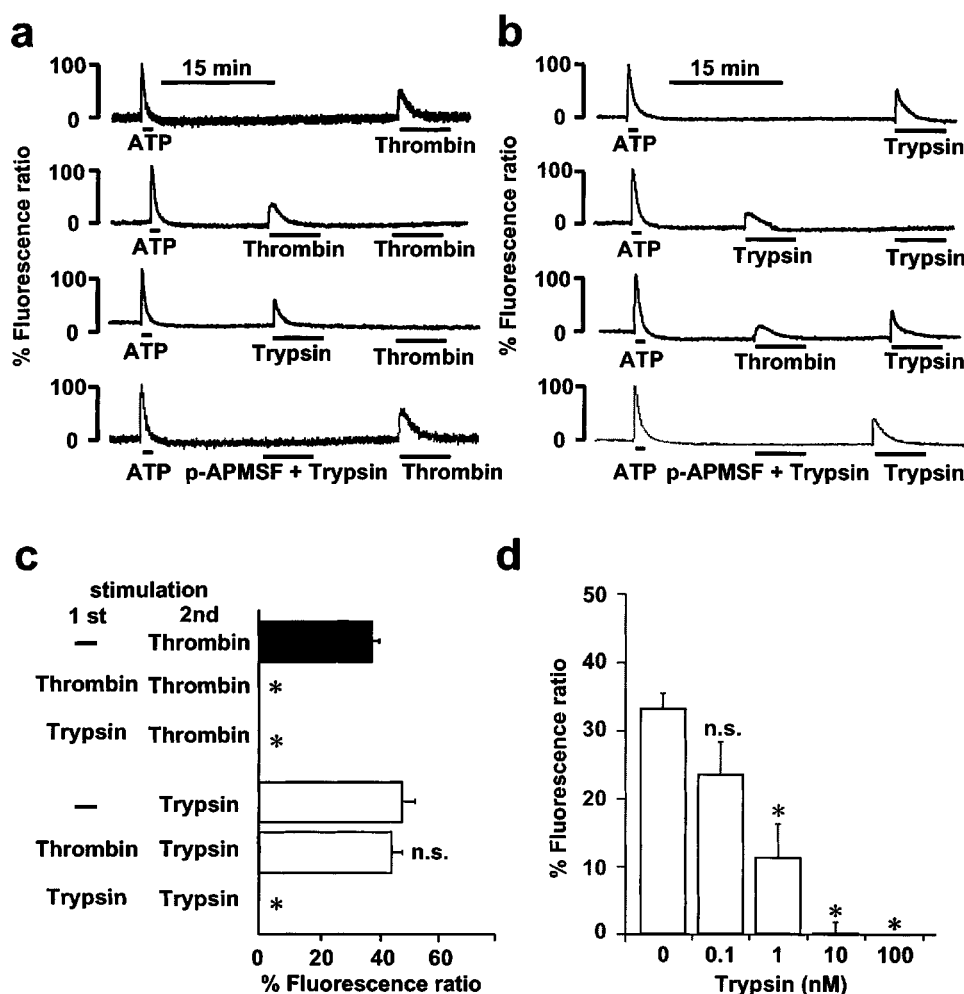 a
100
0
15 min
ATP
Thrombin
100
0
ATP
Thrombin
Thrombin
100
0
ATP
Trypsin
Thrombin
100
0
ATP
p-APMSF + Trypsin
Thrombin
% Fluorescence ratio
b
100
0
15 min
ATP
Trypsin
100
0
ATP
Trypsin
Trypsin
100
0
ATP
Thrombin
Trypsin
100
0
ATP
p-APMSF + Trypsin
Trypsin
% Fluorescence ratio
c
stimulation
1 st 2nd
— Thrombin
Thrombin Thrombin *
Trypsin Thrombin *
— Trypsin
Thrombin Trypsin n.s.
Trypsin Trypsin *
0 20 40 60
% Fluorescence ratio
d
50
40
30
20
10
0
n.s.
*
*
*
0 0.1 1 10 100
Trypsin (nM)
% Fluorescence ratio